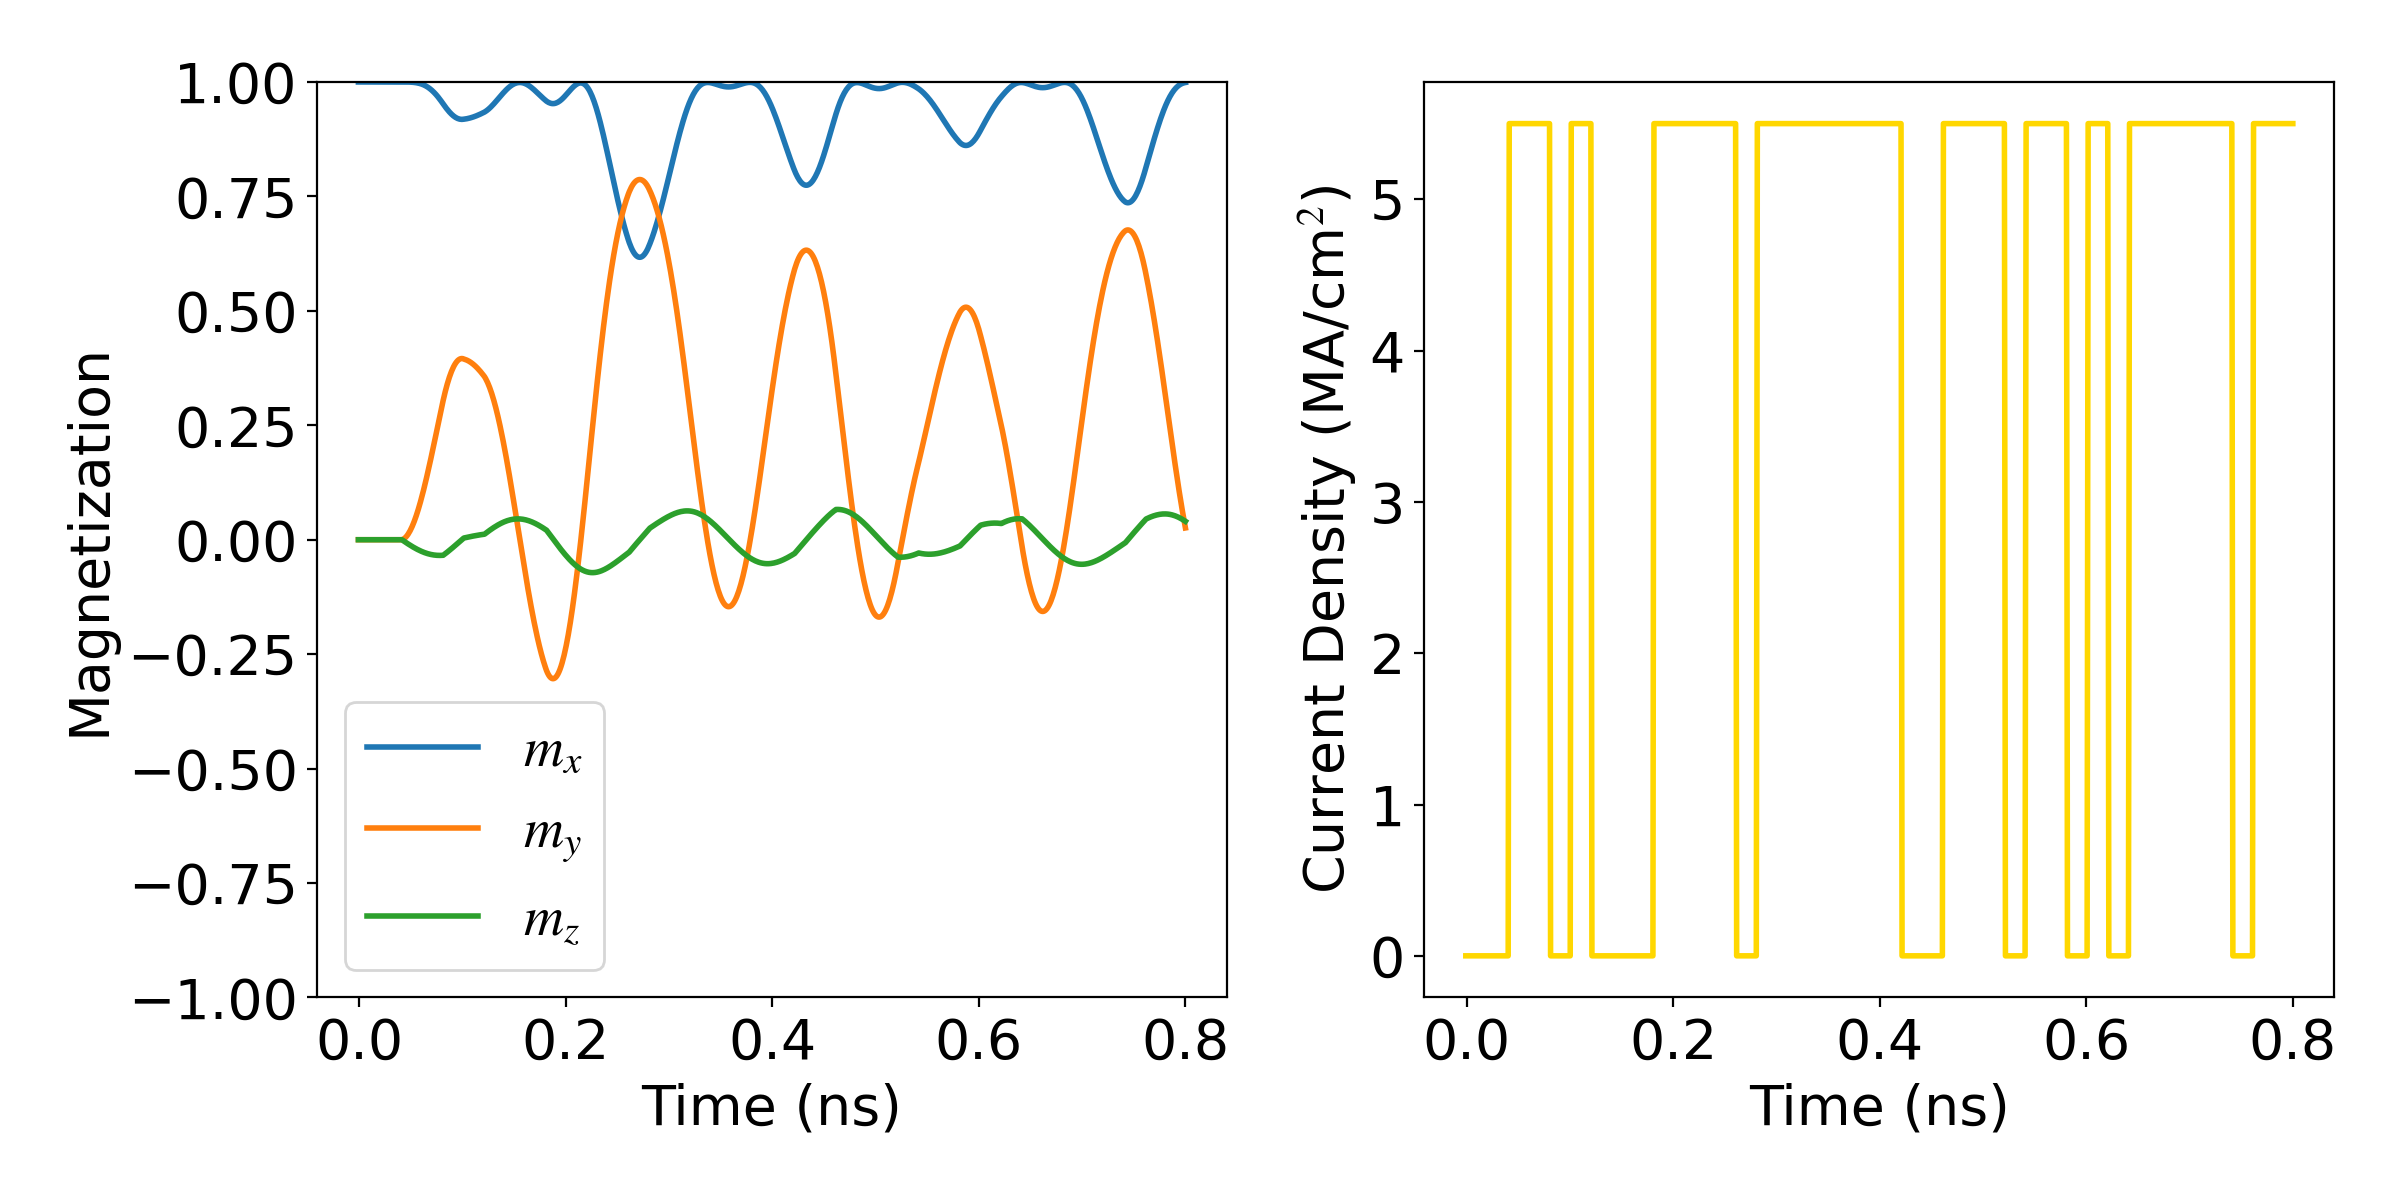 Magnetization
1.00
0.75
0.50
0.25
0.00
−0.25
−0.50
−0.75
−1.00
m_x
m_y
m_z
0.0 0.2 0.4 0.6 0.8
Time (ns)
Current Density (MA/cm²)
5
4
3
2
1
0
0.0 0.2 0.4 0.6 0.8
Time (ns)